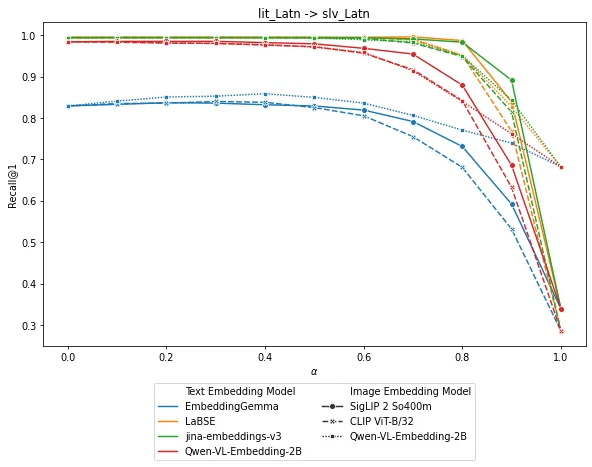 lit_Latn -> slv_Latn
Recall@1
1.0
0.9
0.8
0.7
0.6
0.5
0.4
0.3
0.0 0.2 0.4 0.6 0.8 1.0
α
Text Embedding Model Image Embedding Model
EmbeddingGemma SigLIP 2 So400m
LaBSE CLIP ViT-B/32
jina-embeddings-v3 Qwen-VL-Embedding-2B
Qwen-VL-Embedding-2B